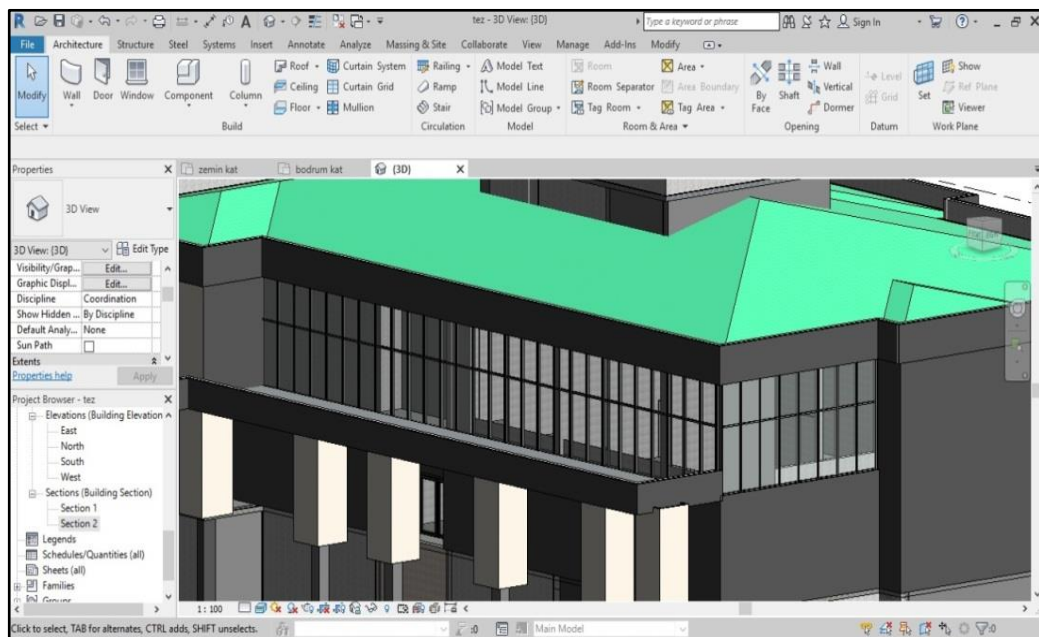 R A tez - 3D View: {3D} Type a keyword or phrase Sign In
File Architecture Structure Steel Systems Insert Annotate Analyze Massing & Site Collaborate View Manage Add-Ins Modify
Modify Wall Door Window Component Column
Roof Curtain System Railing Model Text Room Area Wall Level Show
Ceiling Curtain Grid Ramp Model Line Room Separator Area Boundary By Face Shaft Vertical Grid Set Ref Plane
Floor Mullion Stair Model Group Tag Room Tag Area Dormer Viewer
Select Build Circulation Model Room & Area Opening Datum Work Plane
Properties X zemin kat bodrum kat {3D} X
3D View
3D View: {3D} Edit Type
Visibility/Grap... Edit...
Graphic Displ... Edit...
Discipline Coordination
Show Hidden ... By Discipline
Default Analy... None
Sun Path
Extents
Properties help Apply
Project Browser - tez X
Elevations (Building Elevation
East
North
South
West
Sections (Building Section)
Section 1
Section 2
Legends
Schedules/Quantities (all)
Sheets (all)
Families
Groups
1 : 100
Click to select, TAB for alternates, CTRL adds, SHIFT unselects. :0 Main Model :0